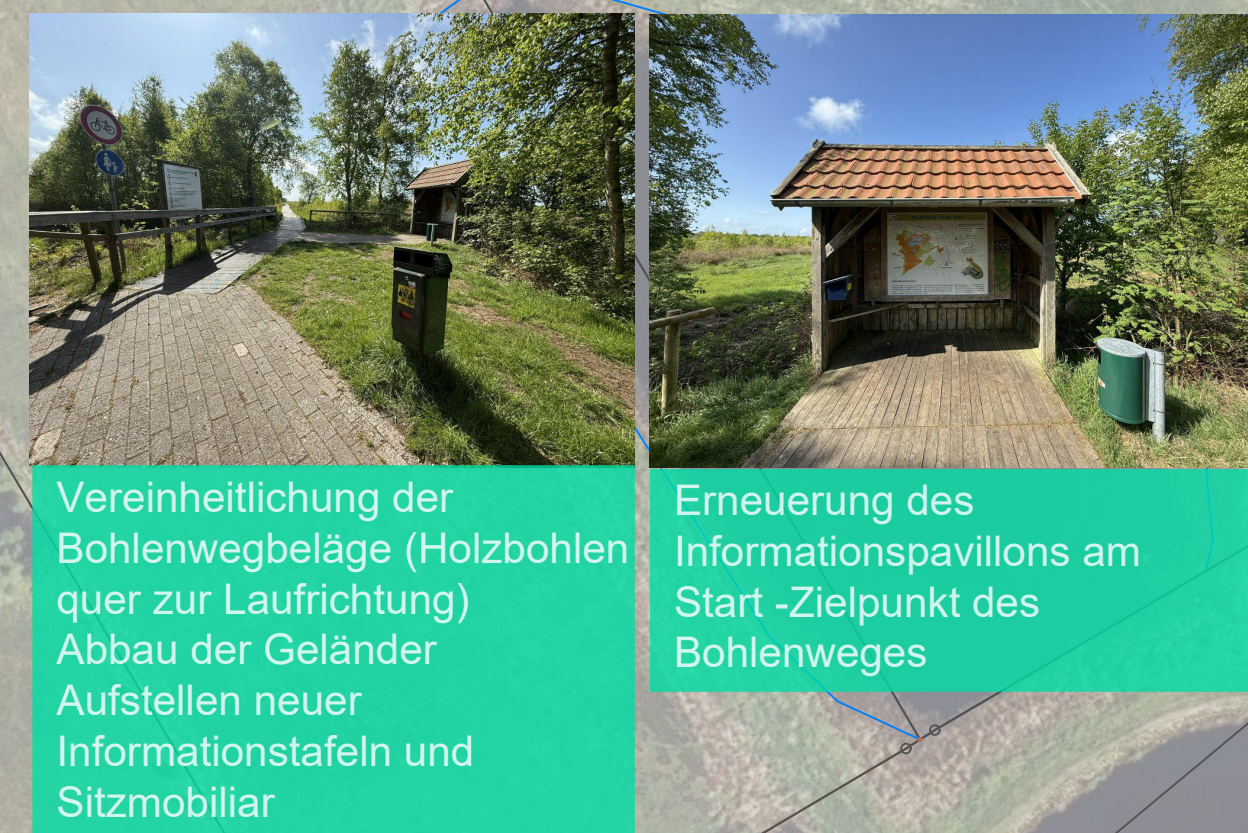 Vereinheitlichung der
Bohlenwegbeläge (Holzbohlen
quer zur Laufrichtung)
Abbau der Geländer
Aufstellen neuer
Informationstafeln und
Sitzmobiliar
Erneuerung des
Informationspavillons am
Start -Zielpunkt des
Bohlenweges